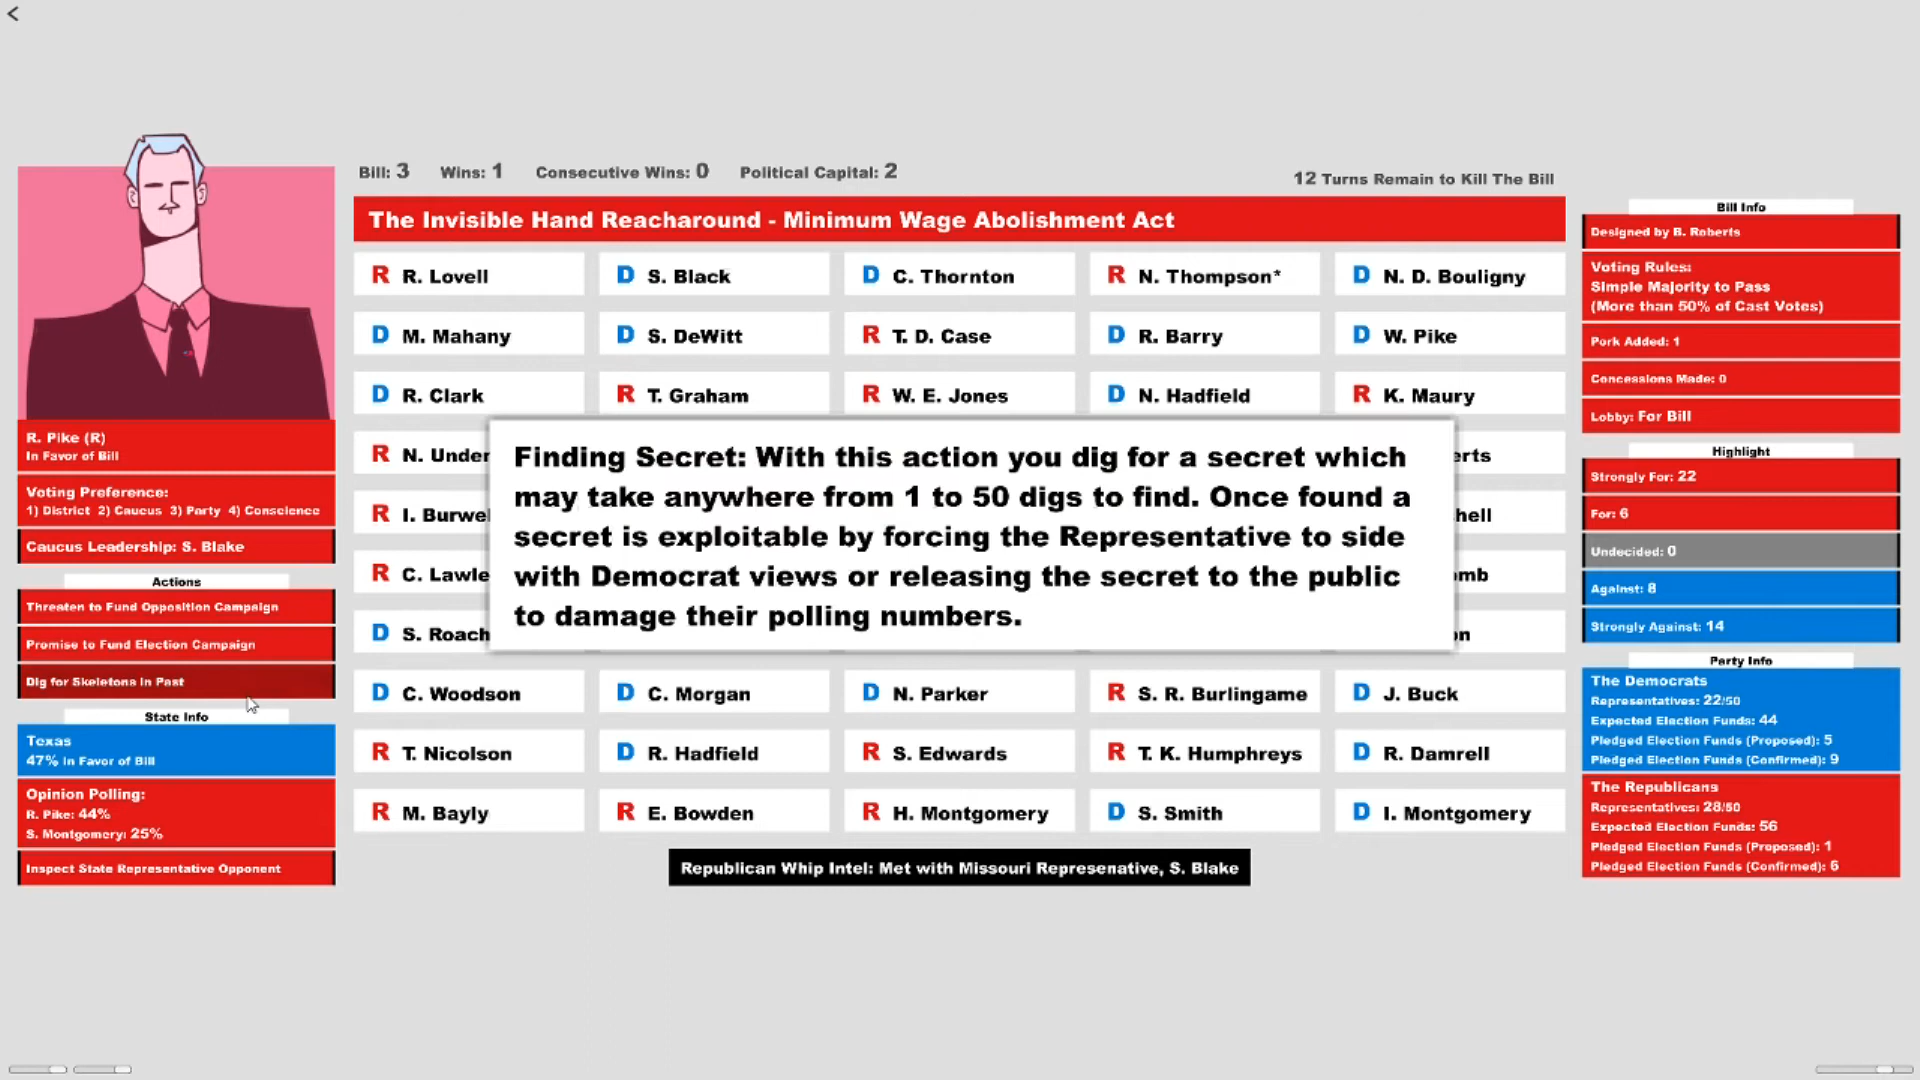 Bill: 3 Wins: 1 Consecutive Wins: 0 Political Capital: 2
12 Turns Remain to Kill The Bill
The Invisible Hand Reacharound - Minimum Wage Abolishment Act
R. Pike (R)
In Favor of Bill
Voting Preference:
1) District 2) Caucus 3) Party 4) Conscience
Caucus Leadership: S. Blake
Actions
Threaten to Fund Opposition Campaign
Promise to Fund Election Campaign
Dig for Skeletons in Past
State Info
Texas
47% in Favor of Bill
Opinion Polling:
R. Pike: 44%
S. Montgomery: 25%
Inspect State Representative Opponent
R R. Lovell D S. Black D C. Thornton R N. Thompson* D N. D. Bouligny
D M. Mahany D S. DeWitt R T. D. Case D R. Barry D W. Pike
D R. Clark R T. Graham R W. E. Jones D N. Hadfield R K. Maury
R N. Under erts
R I. Burwe hell
R C. Lawle mb
D S. Roach on
Finding Secret: With this action you dig for a secret which
may take anywhere from 1 to 50 digs to find. Once found a
secret is exploitable by forcing the Representative to side
with Democrat views or releasing the secret to the public
to damage their polling numbers.
D C. Woodson D C. Morgan D N. Parker R S. R. Burlingame D J. Buck
R T. Nicolson D R. Hadfield R S. Edwards R T. K. Humphreys D R. Damrell
R M. Bayly R E. Bowden R H. Montgomery D S. Smith D I. Montgomery
Republican Whip Intel: Met with Missouri Represenative, S. Blake
Bill Info
Designed by B. Roberts
Voting Rules:
Simple Majority to Pass
(More than 50% of Cast Votes)
Pork Added: 1
Concessions Made: 0
Lobby: For Bill
Highlight
Strongly For: 22
For: 6
Undecided: 0
Against: 8
Strongly Against: 14
Party Info
The Democrats
Representatives: 22/50
Expected Election Funds: 44
Pledged Election Funds (Proposed): 5
Pledged Election Funds (Confirmed): 9
The Republicans
Representatives: 28/50
Expected Election Funds: 56
Pledged Election Funds (Proposed): 1
Pledged Election Funds (Confirmed): 6